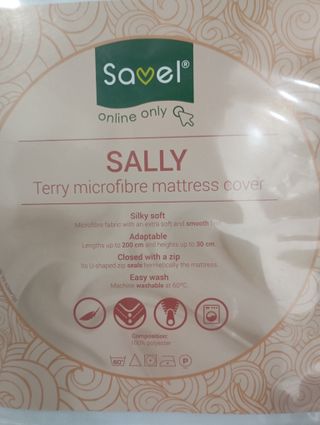 Savel®
online only
SALLY
Terry microfibre mattress cover
Silky soft
Microfibre fabric with an extra soft and smooth feel.
Adaptable
Lengths up to 200 cm and heights up to 30 cm.
Closed with a zip
Its U-shaped zip seals hermetically the mattress.
Easy wash
Machine washable at 60ºC.
Composition:
100% polyester
60° P